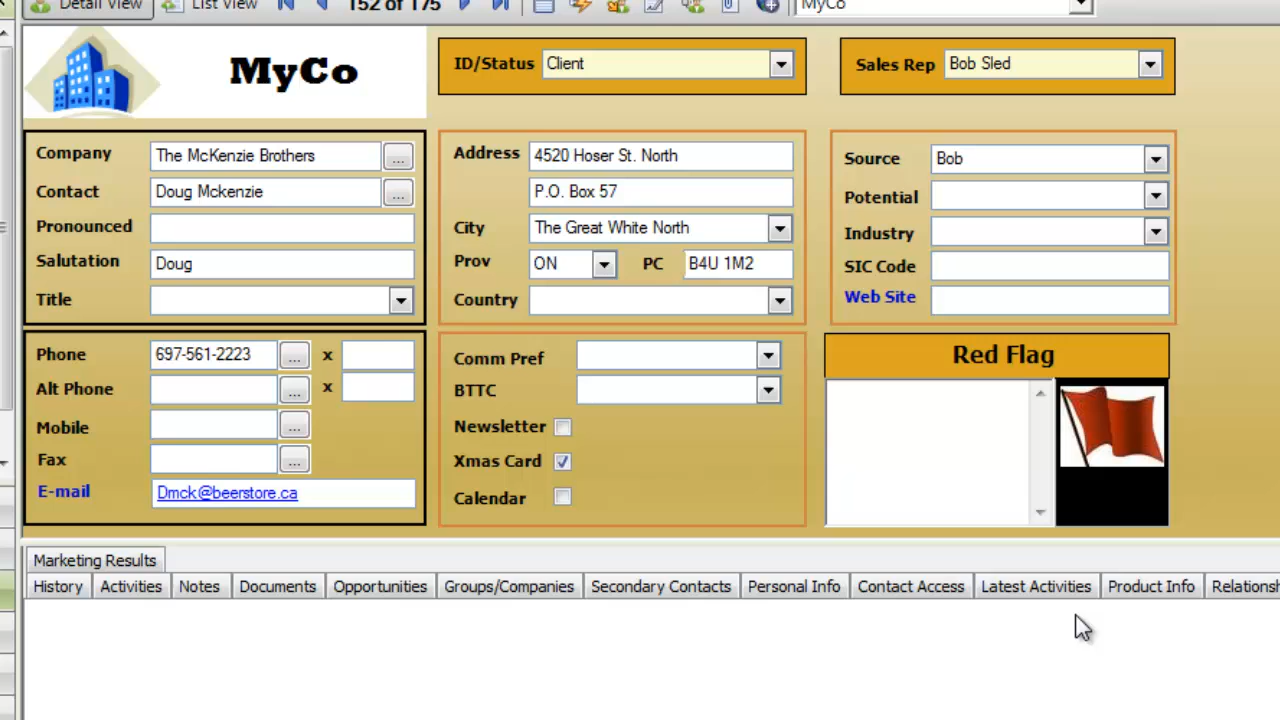 Detail View List View 152 of 175 MyCo
MyCo
ID/Status Client
Sales Rep Bob Sled
Company The McKenzie Brothers ...
Contact Doug Mckenzie ...
Pronounced
Salutation Doug
Title
Address 4520 Hoser St. North
P.O. Box 57
City The Great White North
Prov ON PC B4U 1M2
Country
Source Bob
Potential
Industry
SIC Code
Web Site
Phone 697-561-2223 ... x
Alt Phone ... x
Mobile ...
Fax ...
E-mail Dmck@beerstore.ca
Comm Pref
BTTC
Newsletter
Xmas Card
Calendar
Red Flag
Marketing Results
History Activities Notes Documents Opportunities Groups/Companies Secondary Contacts Personal Info Contact Access Latest Activities Product Info Relationsh